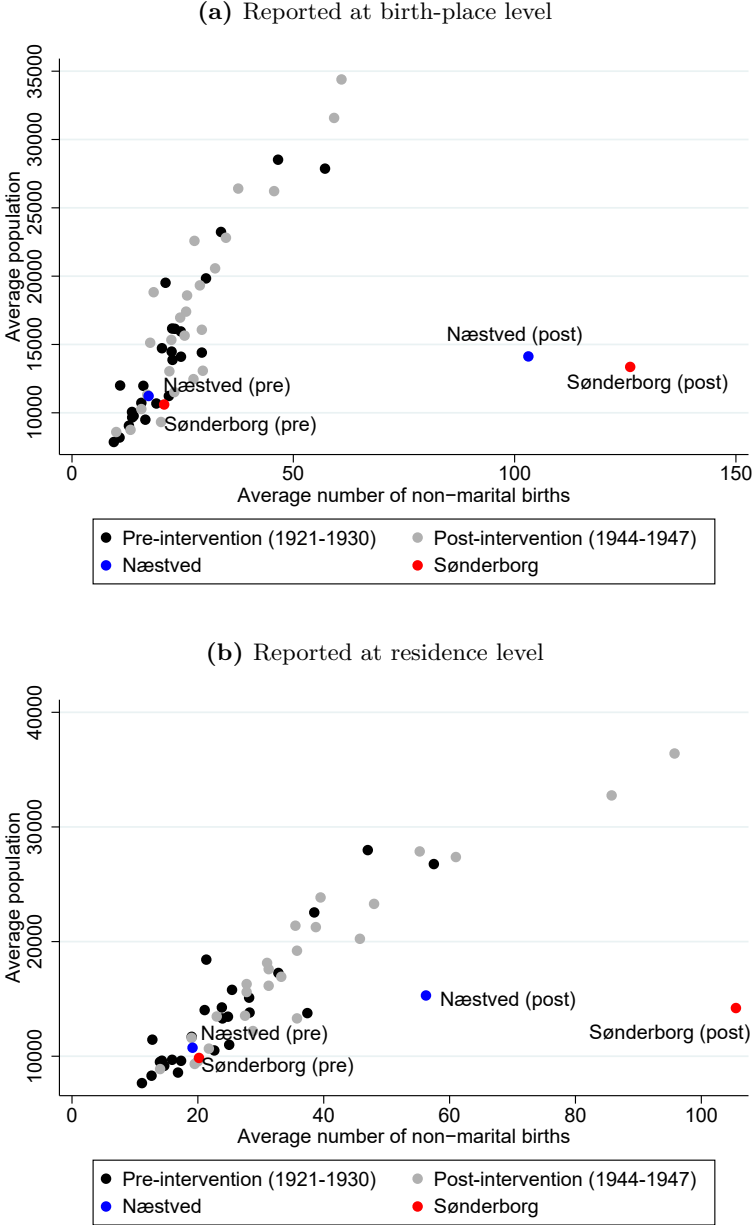 (a) Reported at birth-place level
35000
30000
25000
20000
15000
10000
Average population
Næstved (post)
Sønderborg (post)
Næstved (pre)
Sønderborg (pre)
0 50 100 150
Average number of non−marital births
Pre-intervention (1921-1930) Post-intervention (1944-1947)
Næstved Sønderborg
(b) Reported at residence level
40000
30000
20000
10000
Average population
Næstved (post)
Sønderborg (post)
Næstved (pre)
Sønderborg (pre)
0 20 40 60 80 100
Average number of non−marital births
Pre-intervention (1921-1930) Post-intervention (1944-1947)
Næstved Sønderborg